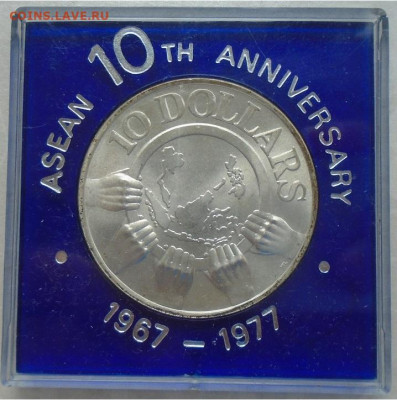 COINS.LAVE.RU
ASEAN 10TH ANNIVERSARY
10 DOLLARS
1967 – 1977